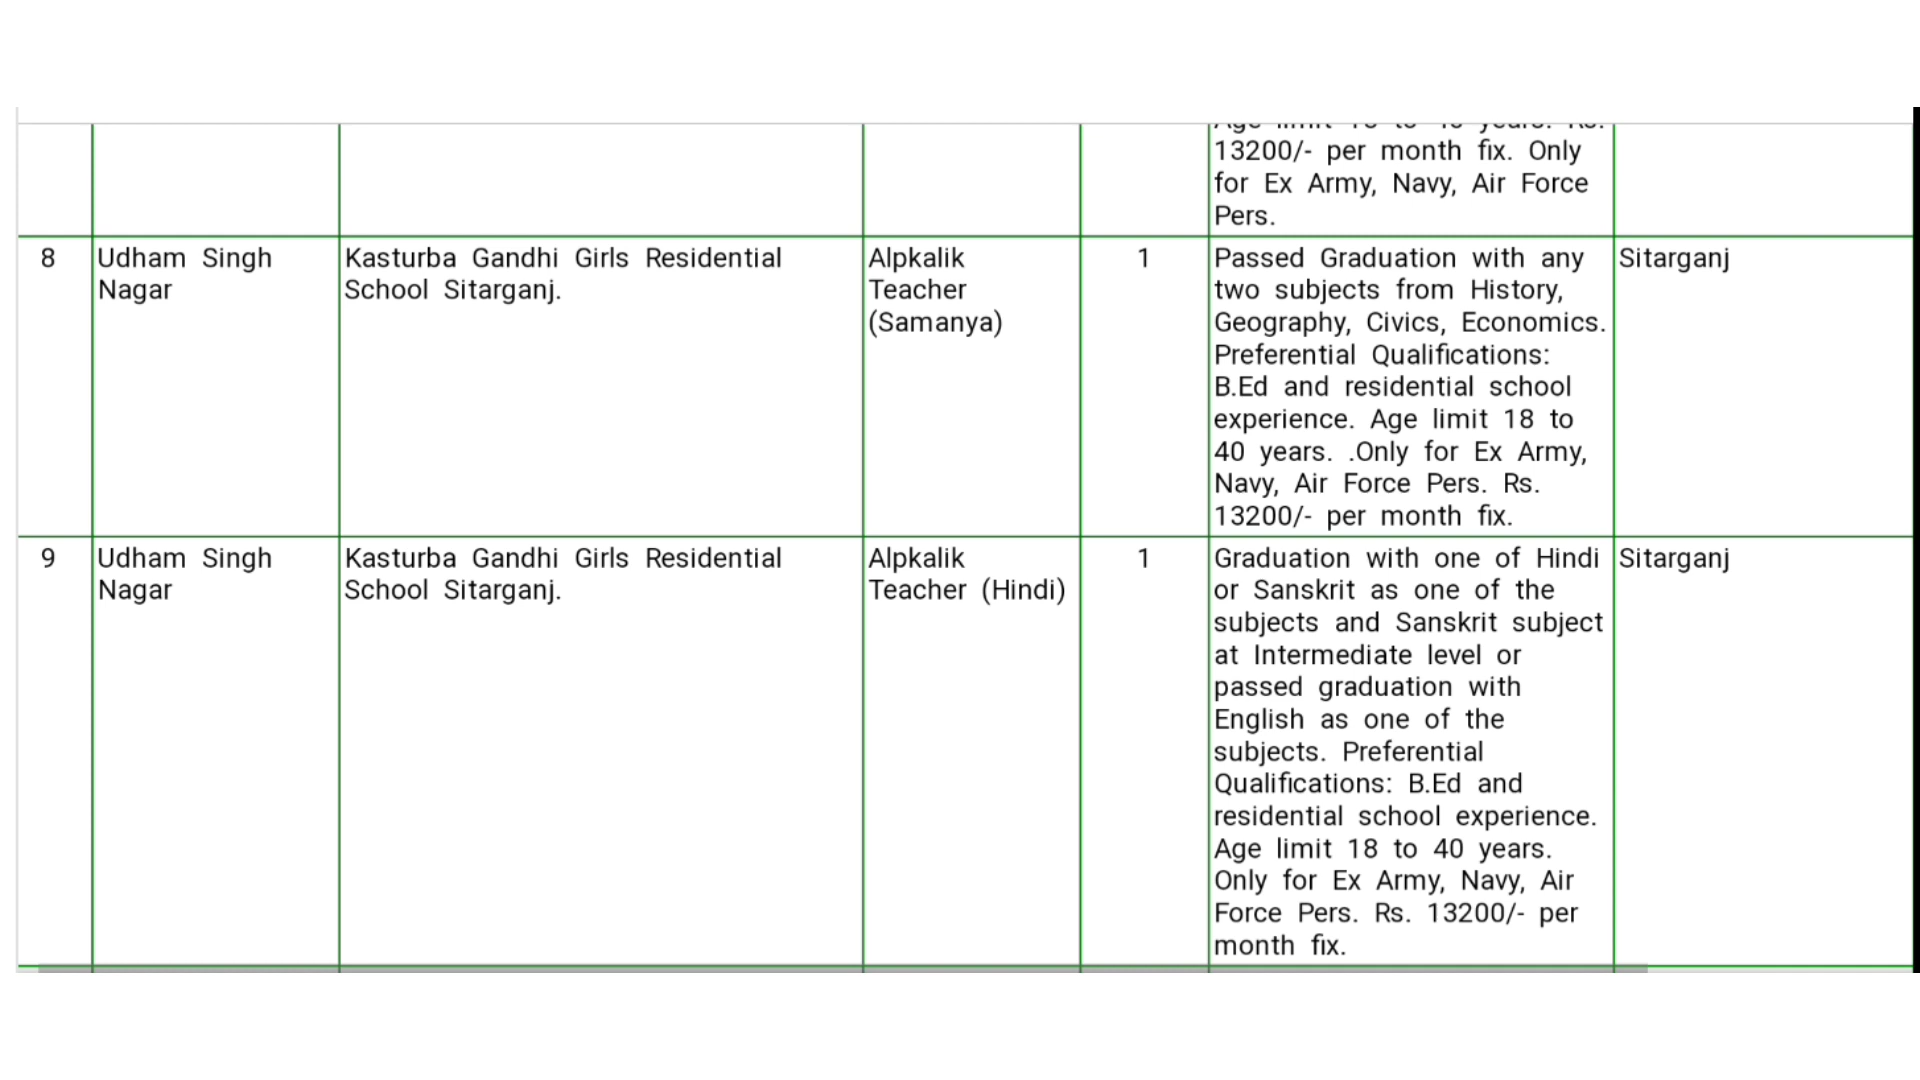 13200/- per month fix. Only
for Ex Army, Navy, Air Force
Pers.
8
Udham Singh
Nagar
Kasturba Gandhi Girls Residential
School Sitarganj.
Alpkalik
Teacher
(Samanya)
1
Passed Graduation with any
two subjects from History,
Geography, Civics, Economics.
Preferential Qualifications:
B.Ed and residential school
experience. Age limit 18 to
40 years. .Only for Ex Army,
Navy, Air Force Pers. Rs.
13200/- per month fix.
Sitarganj
9
Udham Singh
Nagar
Kasturba Gandhi Girls Residential
School Sitarganj.
Alpkalik
Teacher (Hindi)
1
Graduation with one of Hindi
or Sanskrit as one of the
subjects and Sanskrit subject
at Intermediate level or
passed graduation with
English as one of the
subjects. Preferential
Qualifications: B.Ed and
residential school experience.
Age limit 18 to 40 years.
Only for Ex Army, Navy, Air
Force Pers. Rs. 13200/- per
month fix.
Sitarganj